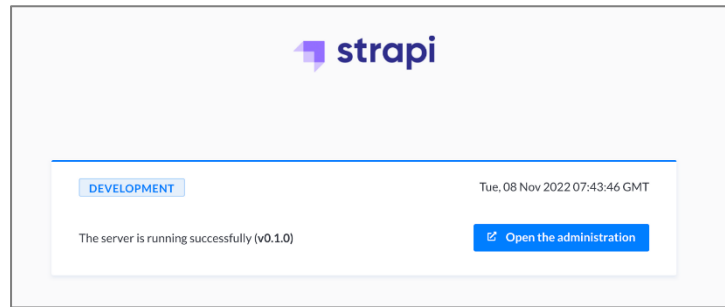 strapi
DEVELOPMENT
Tue, 08 Nov 2022 07:43:46 GMT
The server is running successfully (v0.1.0)
Open the administration